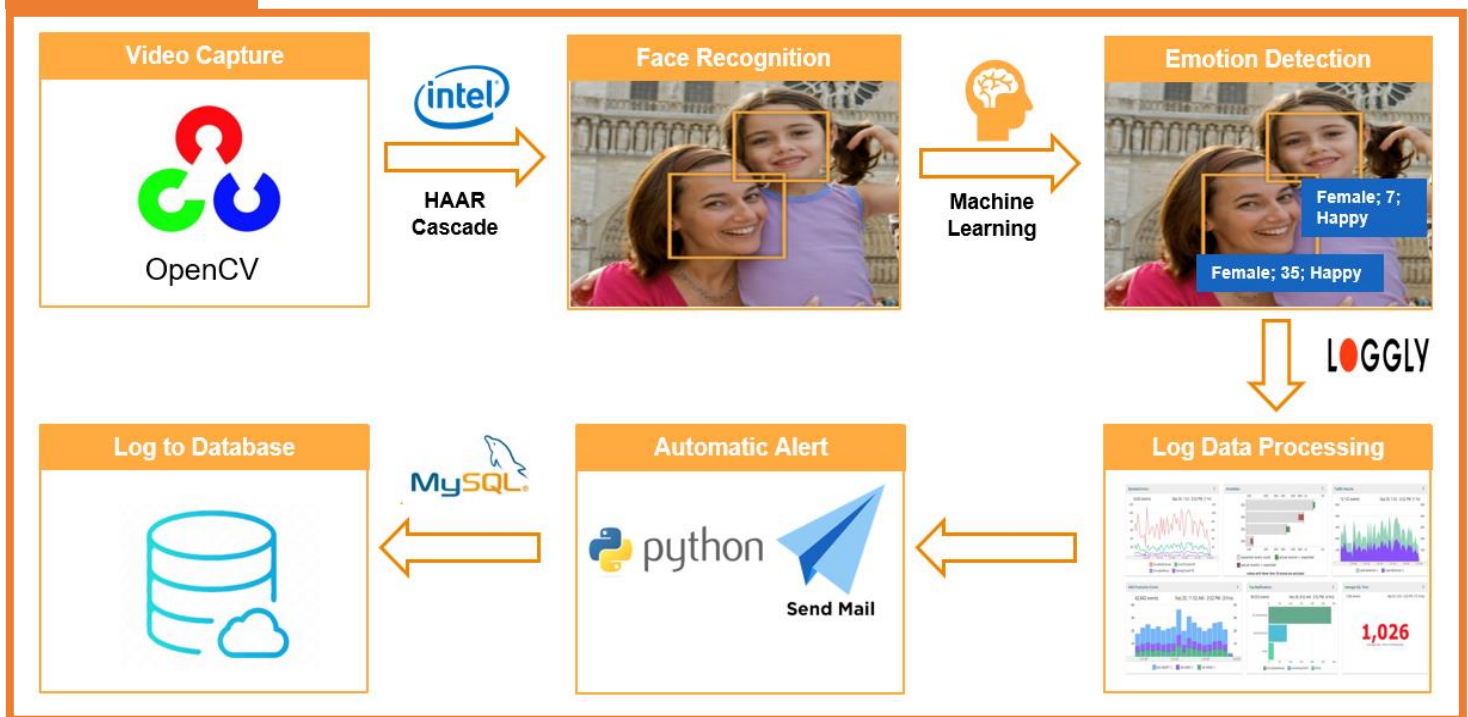 Video Capture
OpenCV
intel
HAAR
Cascade
Face Recognition
Machine
Learning
Emotion Detection
Female; 7;
Happy
Female; 35; Happy
LOGGLY
Log Data Processing
1,026
Automatic Alert
python
Send Mail
MySQL®
Log to Database